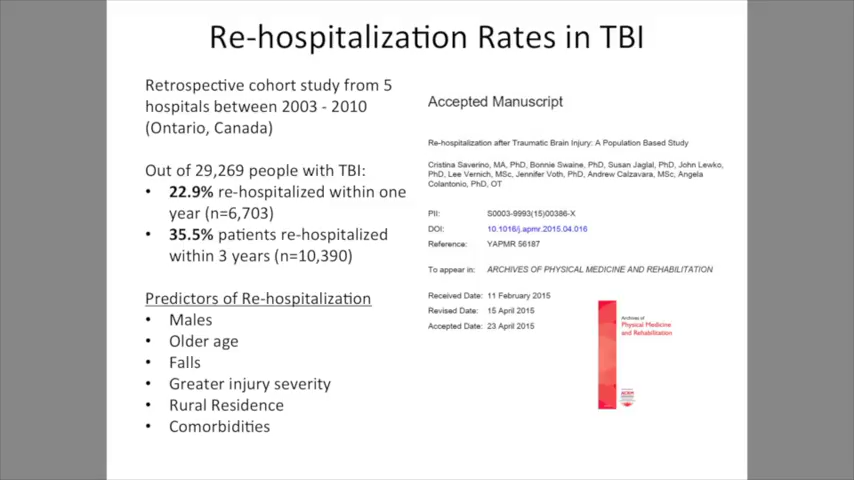 Re-hospitalization Rates in TBI
Retrospective cohort study from 5
hospitals between 2003 - 2010
(Ontario, Canada)
Out of 29,269 people with TBI:
• 22.9% re-hospitalized within one
year (n=6,703)
• 35.5% patients re-hospitalized
within 3 years (n=10,390)
Predictors of Re-hospitalization
• Males
• Older age
• Falls
• Greater injury severity
• Rural Residence
• Comorbidities
Accepted Manuscript
Re-hospitalization after Traumatic Brain Injury: A Population Based Study
Cristina Saverino, MA, PhD, Bonnie Swaine, PhD, Susan Jaglal, PhD, John Lewko,
PhD, Lee Vernich, MSc, Jennifer Voth, PhD, Andrew Calzavara, MSc, Angela
Colantonio, PhD, OT
PII: S0003-9993(15)00386-X
DOI: 10.1016/j.apmr.2015.04.016
Reference: YAPMR 56187
To appear in: ARCHIVES OF PHYSICAL MEDICINE AND REHABILITATION
Received Date: 11 February 2015
Revised Date: 15 April 2015
Accepted Date: 23 April 2015
Archives of
Physical Medicine
and Rehabilitation